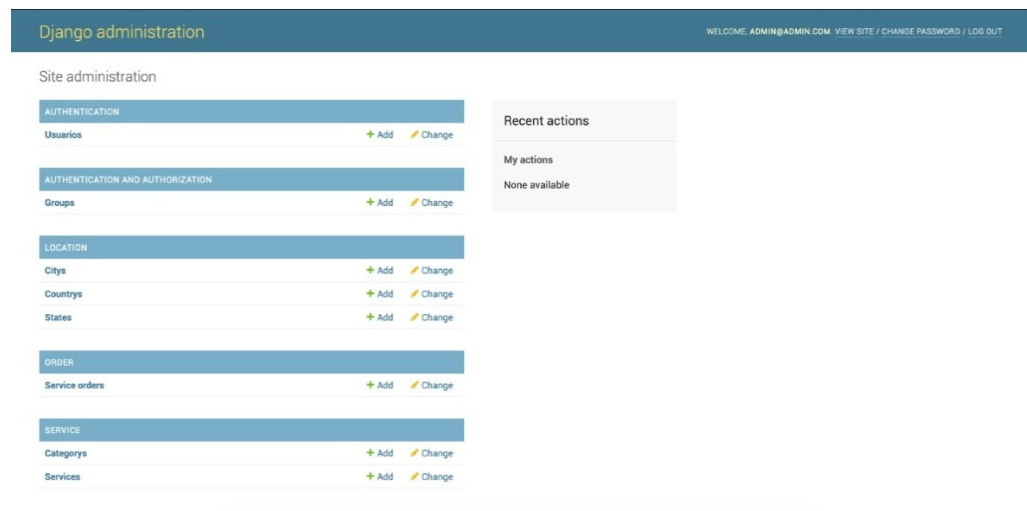 Django administration
WELCOME, ADMIN@ADMIN.COM. VIEW SITE / CHANGE PASSWORD / LOG OUT
Site administration
AUTHENTICATION
Usuarios + Add Change
AUTHENTICATION AND AUTHORIZATION
Groups + Add Change
LOCATION
Citys + Add Change
Countrys + Add Change
States + Add Change
ORDER
Service orders + Add Change
SERVICE
Categorys + Add Change
Services + Add Change
Recent actions
My actions
None available